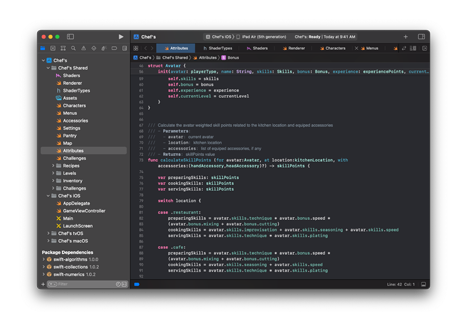 Chef's
Chef's iOS
iPad Air (5th generation)
Chef's: Ready | Today at 9:41 AM
Attributes
ShaderTypes
Shaders
Renderer
Characters
Menus
Chef's
Chef's Shared
Attributes
Bonus
Chef's
Chef's Shared
Shaders
Renderer
ShaderTypes
Assets
Characters
Menus
Accessories
Settings
Pantry
Map
Attributes
Challenges
Recipes
Levels
Inventory
Challenges
Chef's iOS
AppDelegate
GameViewController
Main
LaunchScreen
Chef's tvOS
Chef's macOS
Package Dependencies
swift-algorithms 1.0.0
swift-collections 1.0.2
swift-numerics 1.0.2
Filter
struct Avatar {
init(avatar: playerType, name: String, skills: Skills, bonus: Bonus, experience: experiencePoints, current…
self.skills = skills
self.bonus = bonus
self.experience = experience
self.currentLevel = currentLevel
}
}
/// Calculate the avatar weighted skill points related to the kitchen location and equipped accessories
/// - Parameters:
/// - avatar: current avatar
/// - location: kitchen location
/// - accessories: list of equipped accessories, if any
/// - Returns: skillPoints value
func calculateSkillPoints (for avatar:Avatar, at location:kitchenLocation, with
accessories:(handAccessory,headAccessory)?) -> skillPoints {
var preparingSkills: skillPoints
var cookingSkills: skillPoints
var servingSkills: skillPoints
switch location {
case .restaurant:
preparingSkills = avatar.skills.technique * avatar.bonus.speed *
(avatar.bonus.mixing + avatar.bonus.cutting)
cookingSkills = avatar.skills.improvisation + avatar.skills.seasoning + avatar.skills.speed
servingSkills = avatar.skills.technique * avatar.skills.plating
case .cafe:
preparingSkills = avatar.skills.technique * avatar.bonus.speed *
(avatar.bonus.mixing + avatar.bonus.cutting)
cookingSkills = avatar.skills.seasoning + avatar.skills.speed
servingSkills = avatar.skills.technique * avatar.skills.plating
Line: 42 Col: 1